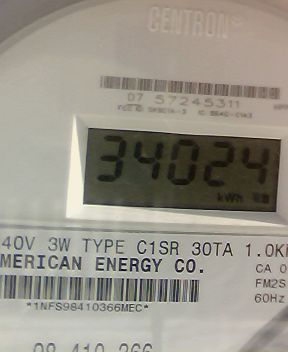 CENTRON
07 57245311
34024
kWh
40V 3W TYPE C1SR 30TA 1.0K
MERICAN ENERGY CO.
CA 0
FM2S
60Hz
*1NFS98410366MEC*
98 410 366